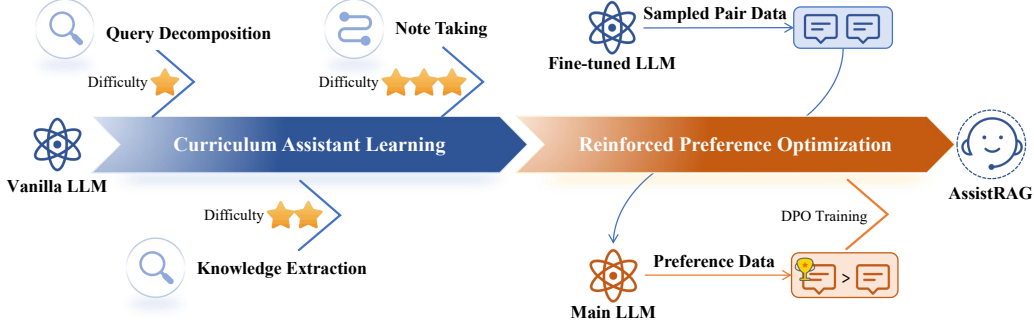 Query Decomposition
Difficulty
Note Taking
Difficulty
Sampled Pair Data
Fine-tuned LLM
Vanilla LLM
Curriculum Assistant Learning
Reinforced Preference Optimization
AssistRAG
Difficulty
Knowledge Extraction
DPO Training
Preference Data
Main LLM
>